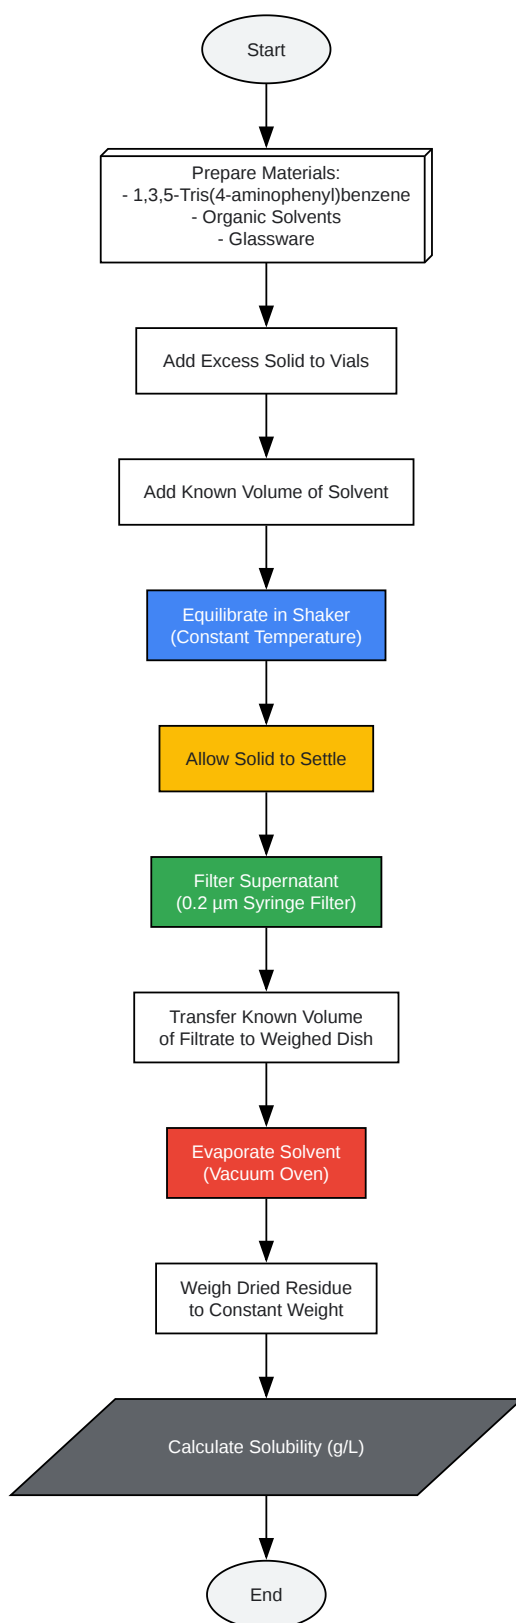 Start
Prepare Materials:
- 1,3,5-Tris(4-aminophenyl)benzene
- Organic Solvents
- Glassware
Add Excess Solid to Vials
Add Known Volume of Solvent
Equilibrate in Shaker
(Constant Temperature)
Allow Solid to Settle
Filter Supernatant
(0.2 µm Syringe Filter)
Transfer Known Volume
of Filtrate to Weighed Dish
Evaporate Solvent
(Vacuum Oven)
Weigh Dried Residue
to Constant Weight
Calculate Solubility (g/L)
End